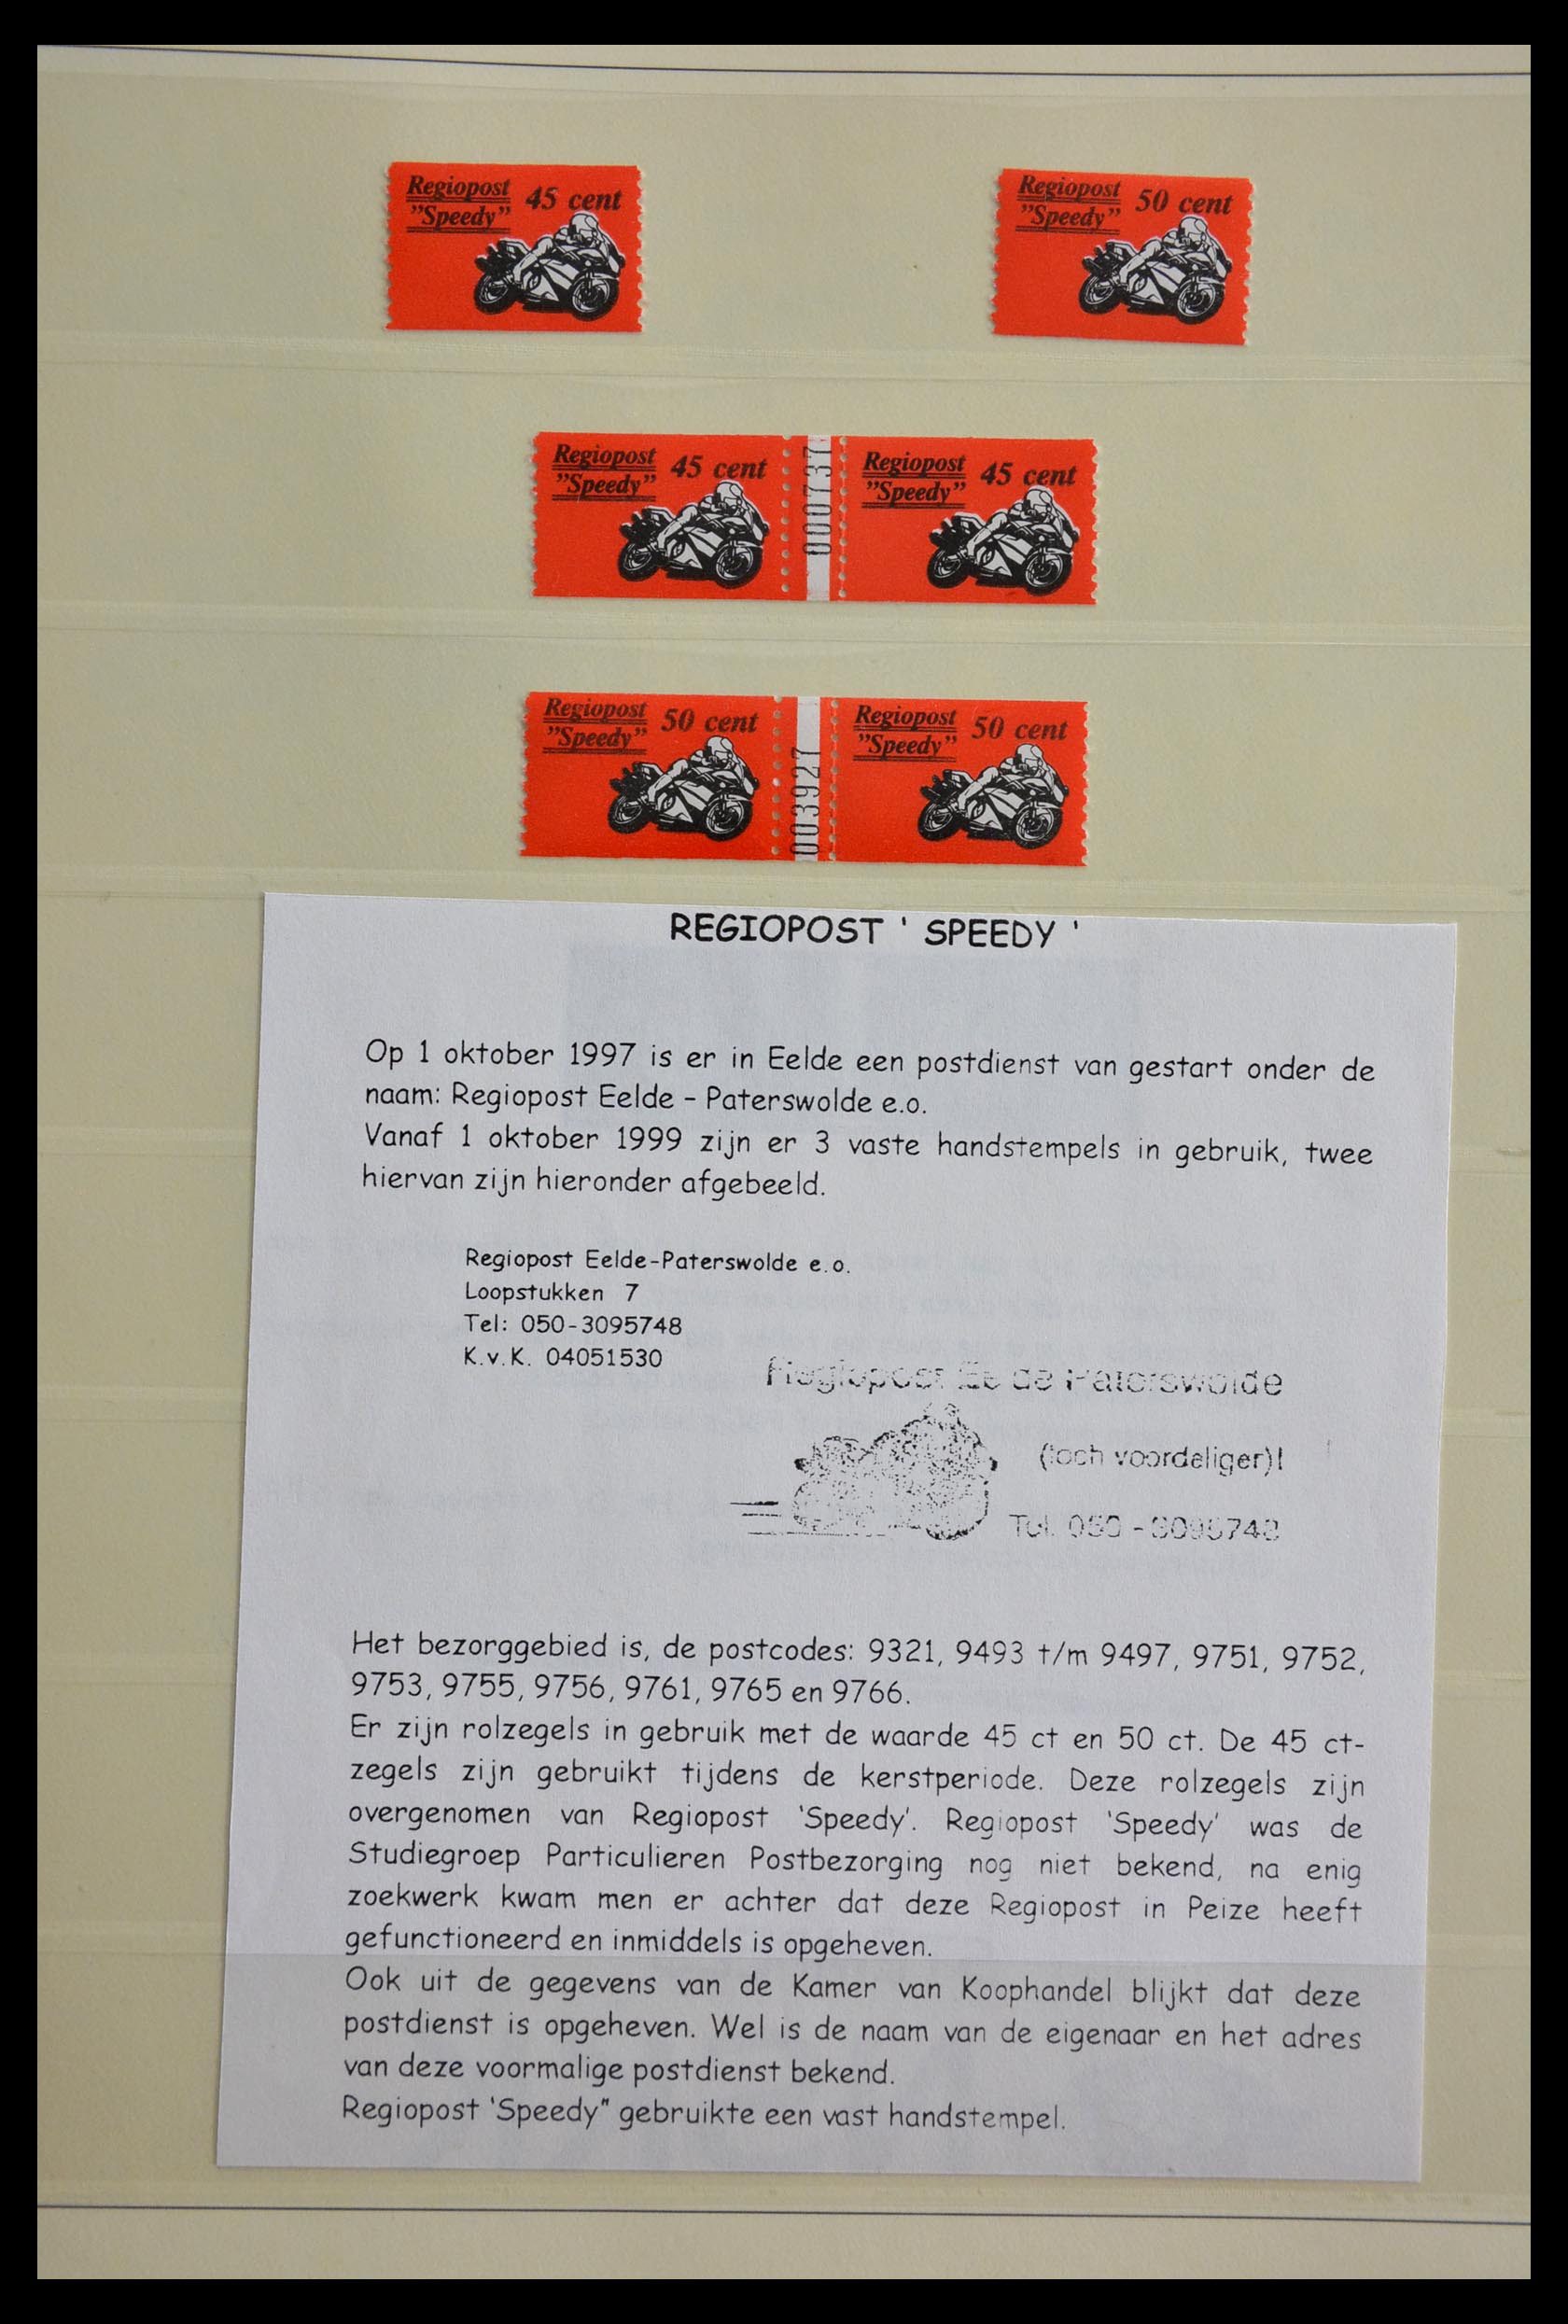 Regiopost 45 cent
"Speedy"
Regiopost 50 cent
"Speedy"
Regiopost 45 cent
"Speedy"
000737
Regiopost 45 cent
"Speedy"
Regiopost 50 cent
"Speedy"
003927
Regiopost 50 cent
"Speedy"
REGIOPOST ' SPEEDY '
Op 1 oktober 1997 is er in Eelde een postdienst van gestart onder de
naam: Regiopost Eelde - Paterswolde e.o.
Vanaf 1 oktober 1999 zijn er 3 vaste handstempels in gebruik, twee
hiervan zijn hieronder afgebeeld.
Regiopost Eelde-Paterswolde e.o.
Loopstukken 7
Tel: 050-3095748
K.v.K. 04051530
Regiopost Eelde Paterswolde
(toch voordeliger)!
Tel. 050 - 3095748
Het bezorggebied is, de postcodes: 9321, 9493 t/m 9497, 9751, 9752,
9753, 9755, 9756, 9761, 9765 en 9766.
Er zijn rolzegels in gebruik met de waarde 45 ct en 50 ct. De 45 ct-
zegels zijn gebruikt tijdens de kerstperiode. Deze rolzegels zijn
overgenomen van Regiopost 'Speedy'. Regiopost 'Speedy' was de
Studiegroep Particulieren Postbezorging nog niet bekend, na enig
zoekwerk kwam men er achter dat deze Regiopost in Peize heeft
gefunctioneerd en inmiddels is opgeheven.
Ook uit de gegevens van de Kamer van Koophandel blijkt dat deze
postdienst is opgeheven. Wel is de naam van de eigenaar en het adres
van deze voormalige postdienst bekend.
Regiopost 'Speedy" gebruikte een vast handstempel.